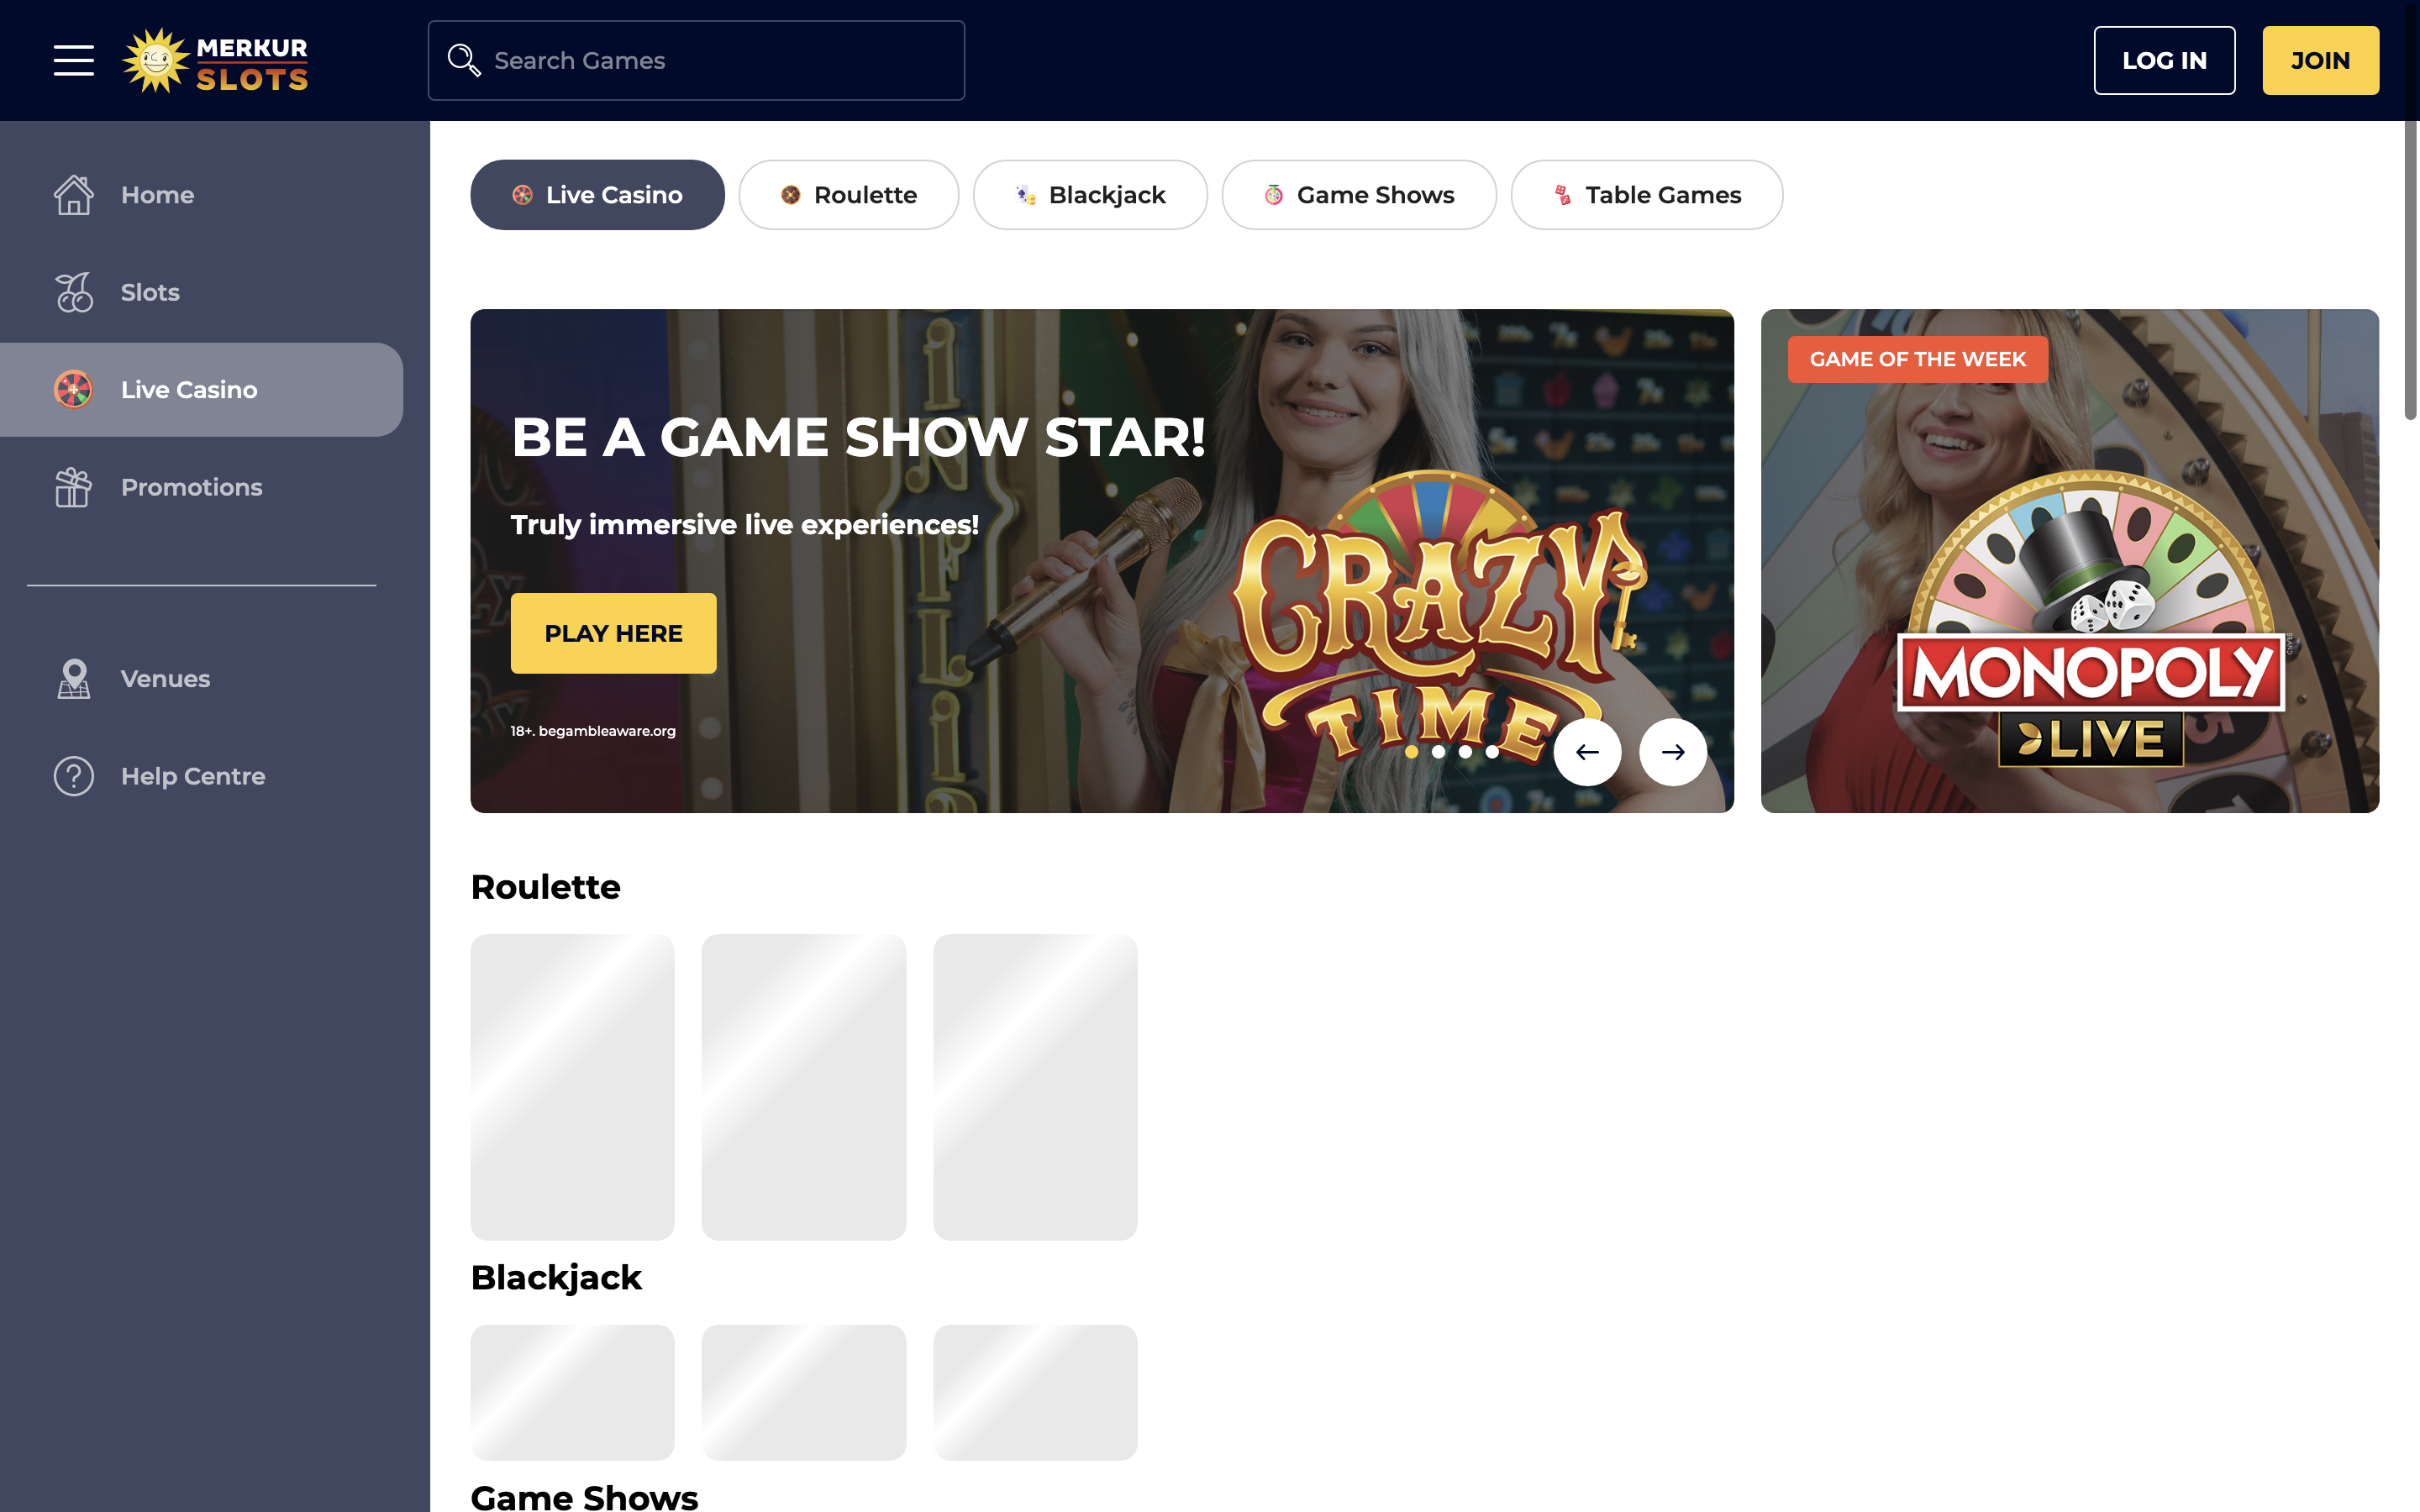 MERKUR
SLOTS
Search Games
LOG IN
JOIN
Home
Slots
Live Casino
Promotions
Venues
Help Centre
Live Casino
Roulette
Blackjack
Game Shows
Table Games
BE A GAME SHOW STAR!
Truly immersive live experiences!
PLAY HERE
18+. begambleaware.org
CRAZY
TIME
GAME OF THE WEEK
MONOPOLY
LIVE
Roulette
Blackjack
Game Shows